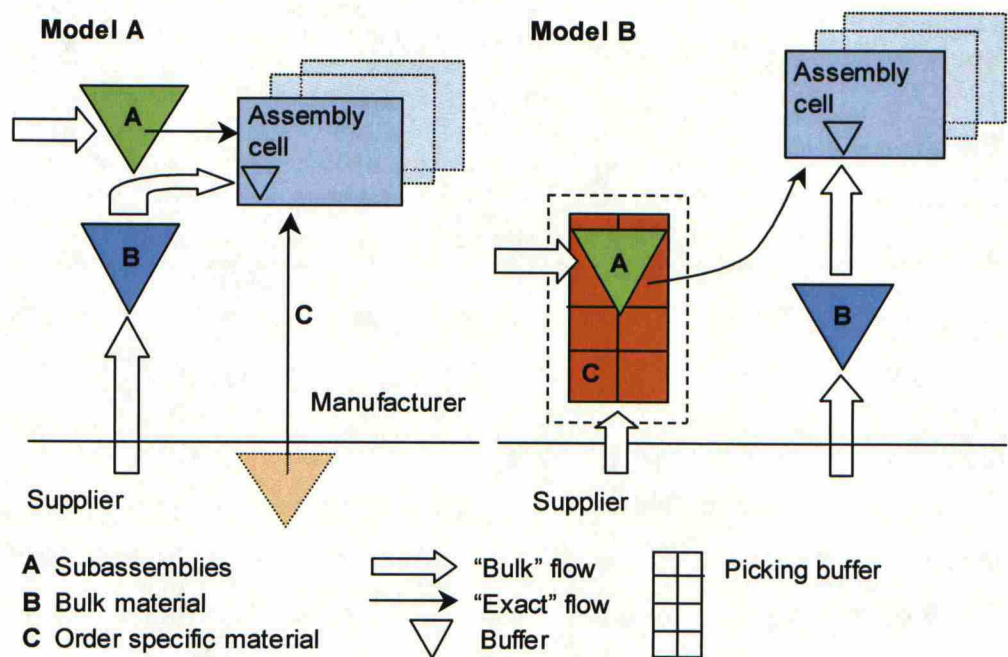 Model A
A
Assembly
cell
B
C
Manufacturer
Supplier
Model B
Assembly
cell
A
B
C
Supplier
A Subassemblies
B Bulk material
C Order specific material
"Bulk" flow
"Exact" flow
Buffer
Picking buffer